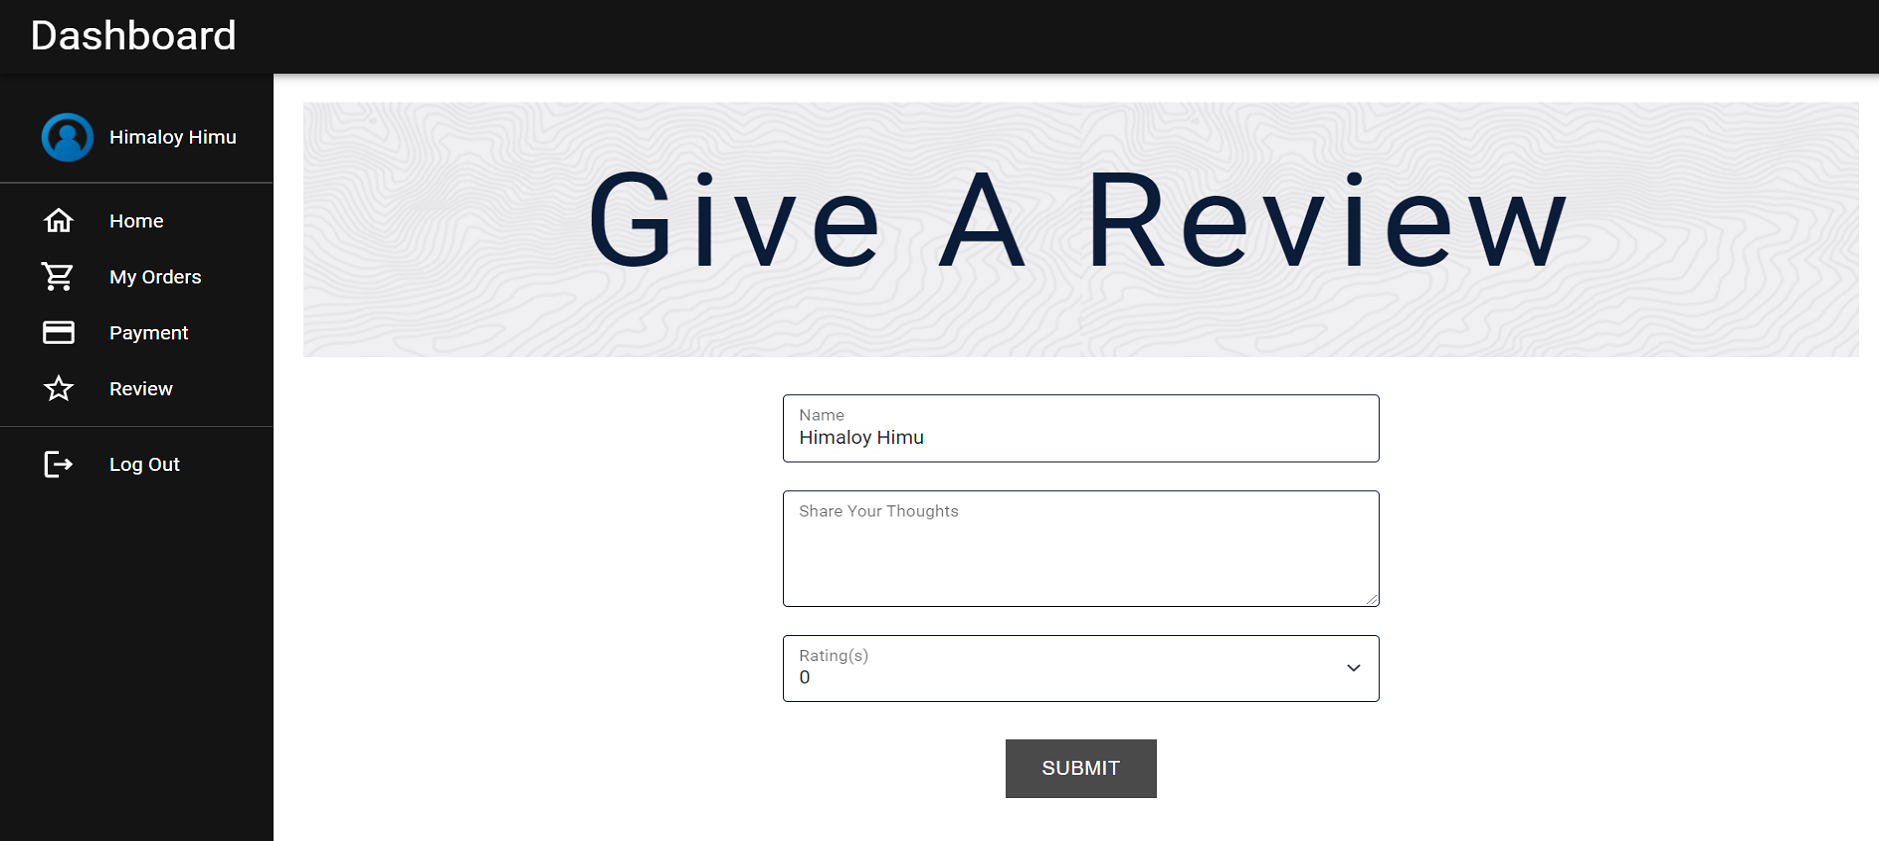 Dashboard
Himaloy Himu
Home
My Orders
Payment
Review
Log Out
Give A Review
Name
Himaloy Himu
Share Your Thoughts
Rating(s)
0
SUBMIT